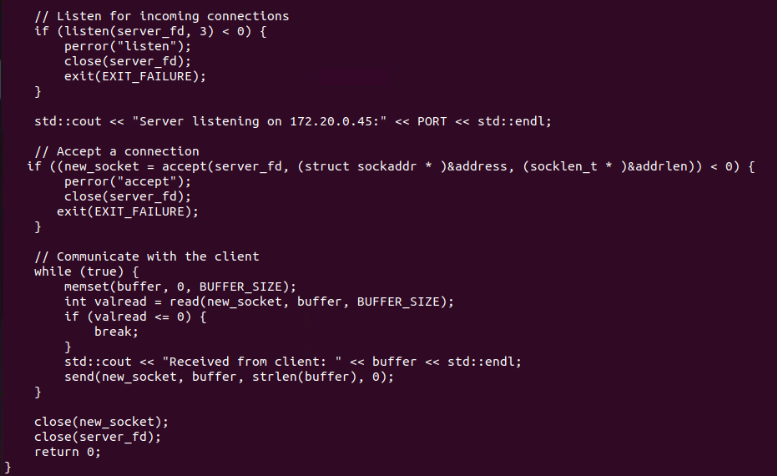 // Listen for incoming connections
if (listen(server_fd, 3) < 0) {
perror("listen");
close(server_fd);
exit(EXIT_FAILURE);
}
std::cout << "Server listening on 172.20.0.45:" << PORT << std::endl;
// Accept a connection
if ((new_socket = accept(server_fd, (struct sockaddr * )&address, (socklen_t * )&addrlen)) < 0) {
perror("accept");
close(server_fd);
exit(EXIT_FAILURE);
}
// Communicate with the client
while (true) {
memset(buffer, 0, BUFFER_SIZE);
int valread = read(new_socket, buffer, BUFFER_SIZE);
if (valread <= 0) {
break;
}
std::cout << "Received from client: " << buffer << std::endl;
send(new_socket, buffer, strlen(buffer), 0);
}
close(new_socket);
close(server_fd);
return 0;
}